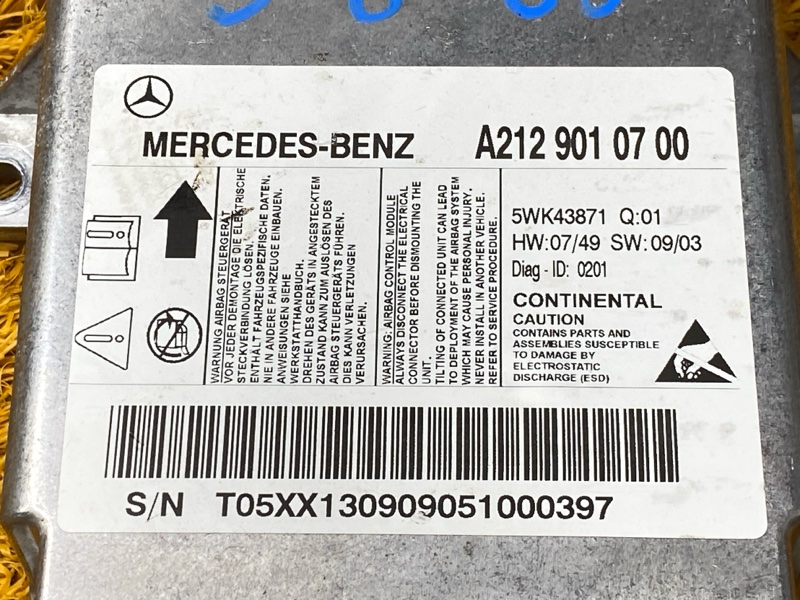 MERCEDES-BENZ A212 901 07 00
WARNUNG AIRBAG STEUERGERÄT
VOR JEDER DEMONTAGE DIE ELEKTRISCHE
STECKVERBINDUNG LÖSEN.
ENTHÄLT FAHRZEUGSPEZIFISCHE DATEN.
NIE IN ANDERE FAHRZEUGE EINBAUEN.
ANWEISUNGEN SIEHE
WERKSTATTHANDBUCH.
DREHEN DES GERÄTS IN ANGESTECKTEM
ZUSTAND KANN ZUM AUSLÖSEN DES
AIRBAG STEUERGERÄTS FÜHREN.
DIES KANN VERLETZUNGEN
VERURSACHEN.
WARNING: AIRBAG CONTROL MODULE
ALWAYS DISCONNECT THE ELECTRICAL
CONNECTOR BEFORE DISMOUNTING THE
UNIT.
TILTING OF CONNECTED UNIT CAN LEAD
TO DEPLOYMENT OF THE AIRBAG SYSTEM
WHICH MAY CAUSE PERSONAL INJURY.
NEVER INSTALL IN ANOTHER VEHICLE.
REFER TO SERVICE PROCEDURE.
5WK43871 Q:01
HW:07/49 SW:09/03
Diag - ID: 0201
CONTINENTAL
CAUTION
CONTAINS PARTS AND
ASSEMBLIES SUSCEPTIBLE
TO DAMAGE BY
ELECTROSTATIC
DISCHARGE (ESD)
S/N T05XX130909051000397